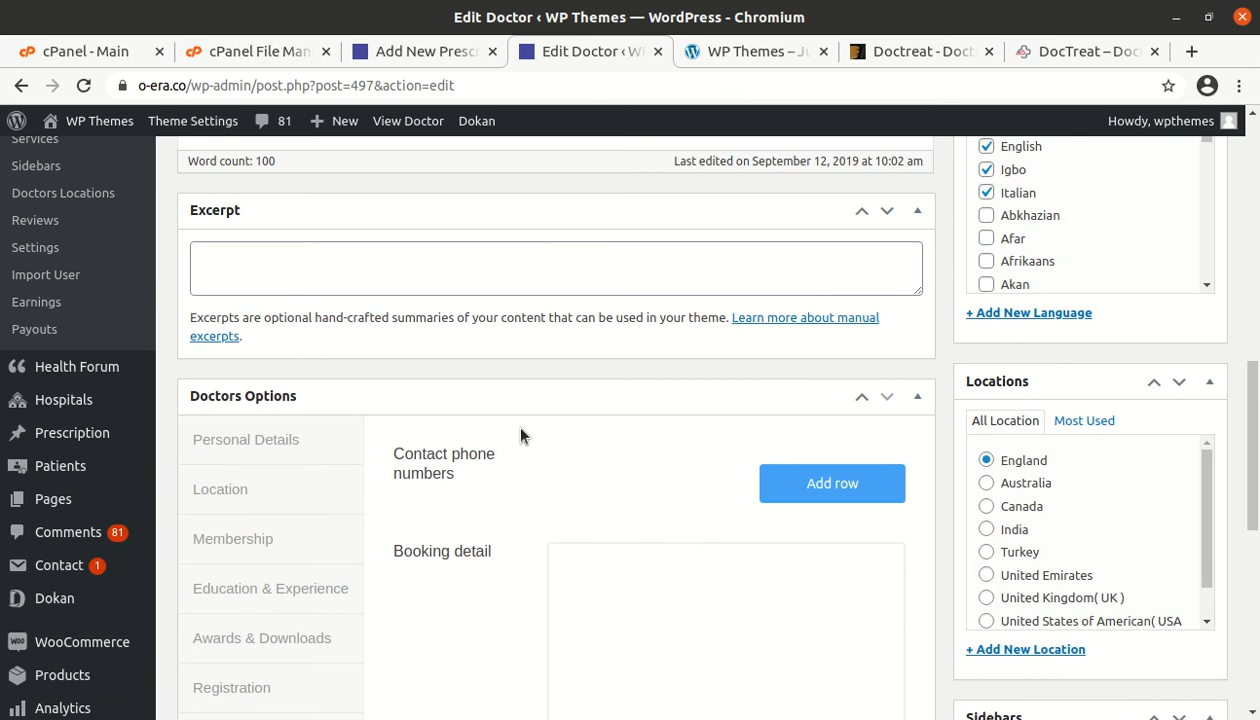 Edit Doctor ‹ WP Themes — WordPress - Chromium
cPanel - Main
cPanel File Man
Add New Prescr
Edit Doctor ‹ W
WP Themes – Ju
Doctreat - Doct
DocTreat – Doc
o-era.co/wp-admin/post.php?post=497&action=edit
WP Themes
Theme Settings
81
New
View Doctor
Dokan
Howdy, wpthemes
Services
Sidebars
Doctors Locations
Reviews
Settings
Import User
Earnings
Payouts
Health Forum
Hospitals
Prescription
Patients
Pages
Comments 81
Contact 1
Dokan
WooCommerce
Products
Analytics
Word count: 100
Last edited on September 12, 2019 at 10:02 am
Excerpt
Excerpts are optional hand-crafted summaries of your content that can be used in your theme. Learn more about manual
excerpts.
Doctors Options
Personal Details
Location
Membership
Education & Experience
Awards & Downloads
Registration
Contact phone
numbers
Add row
Booking detail
English
Igbo
Italian
Abkhazian
Afar
Afrikaans
Akan
+ Add New Language
Locations
All Location
Most Used
England
Australia
Canada
India
Turkey
United Emirates
United Kingdom( UK )
United States of American( USA
+ Add New Location
Sidebars